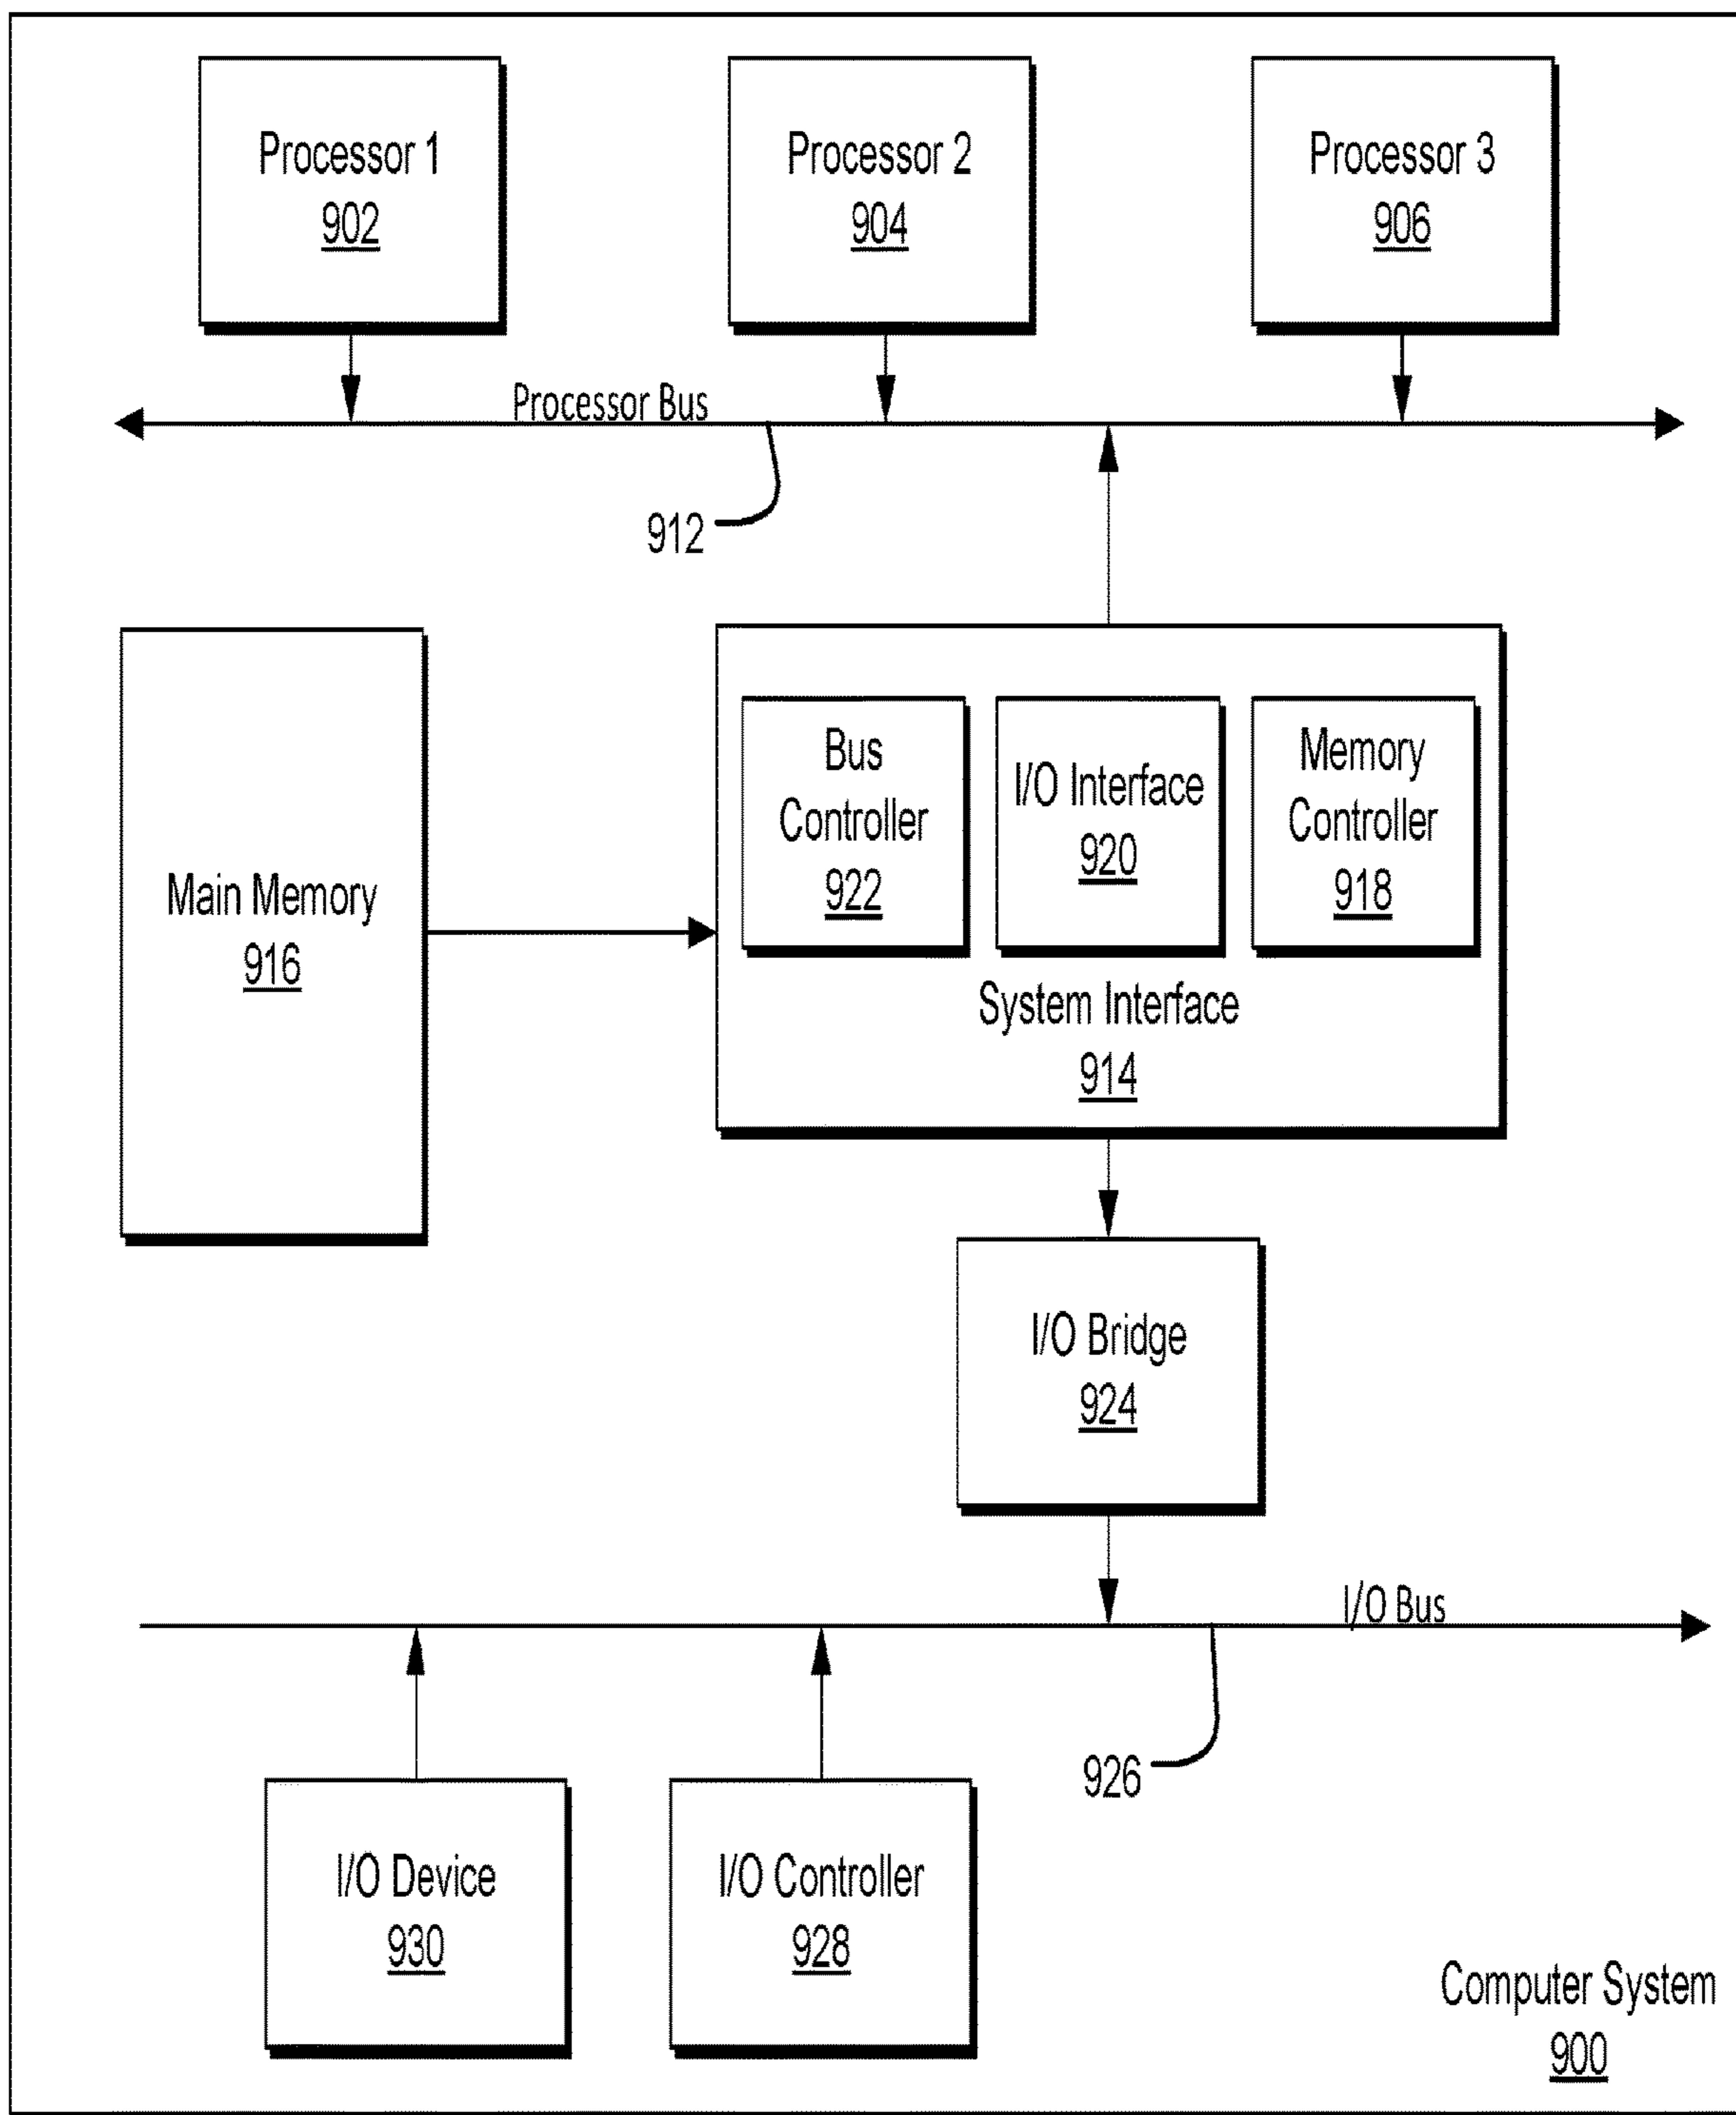 Processor 1
902
Processor 2
904
Processor 3
906
Processor Bus
912
Main Memory
916
Bus
Controller
922
I/O Interface
920
Memory
Controller
918
System Interface
914
I/O Bridge
924
I/O Bus
926
I/O Device
930
I/O Controller
928
Computer System
900